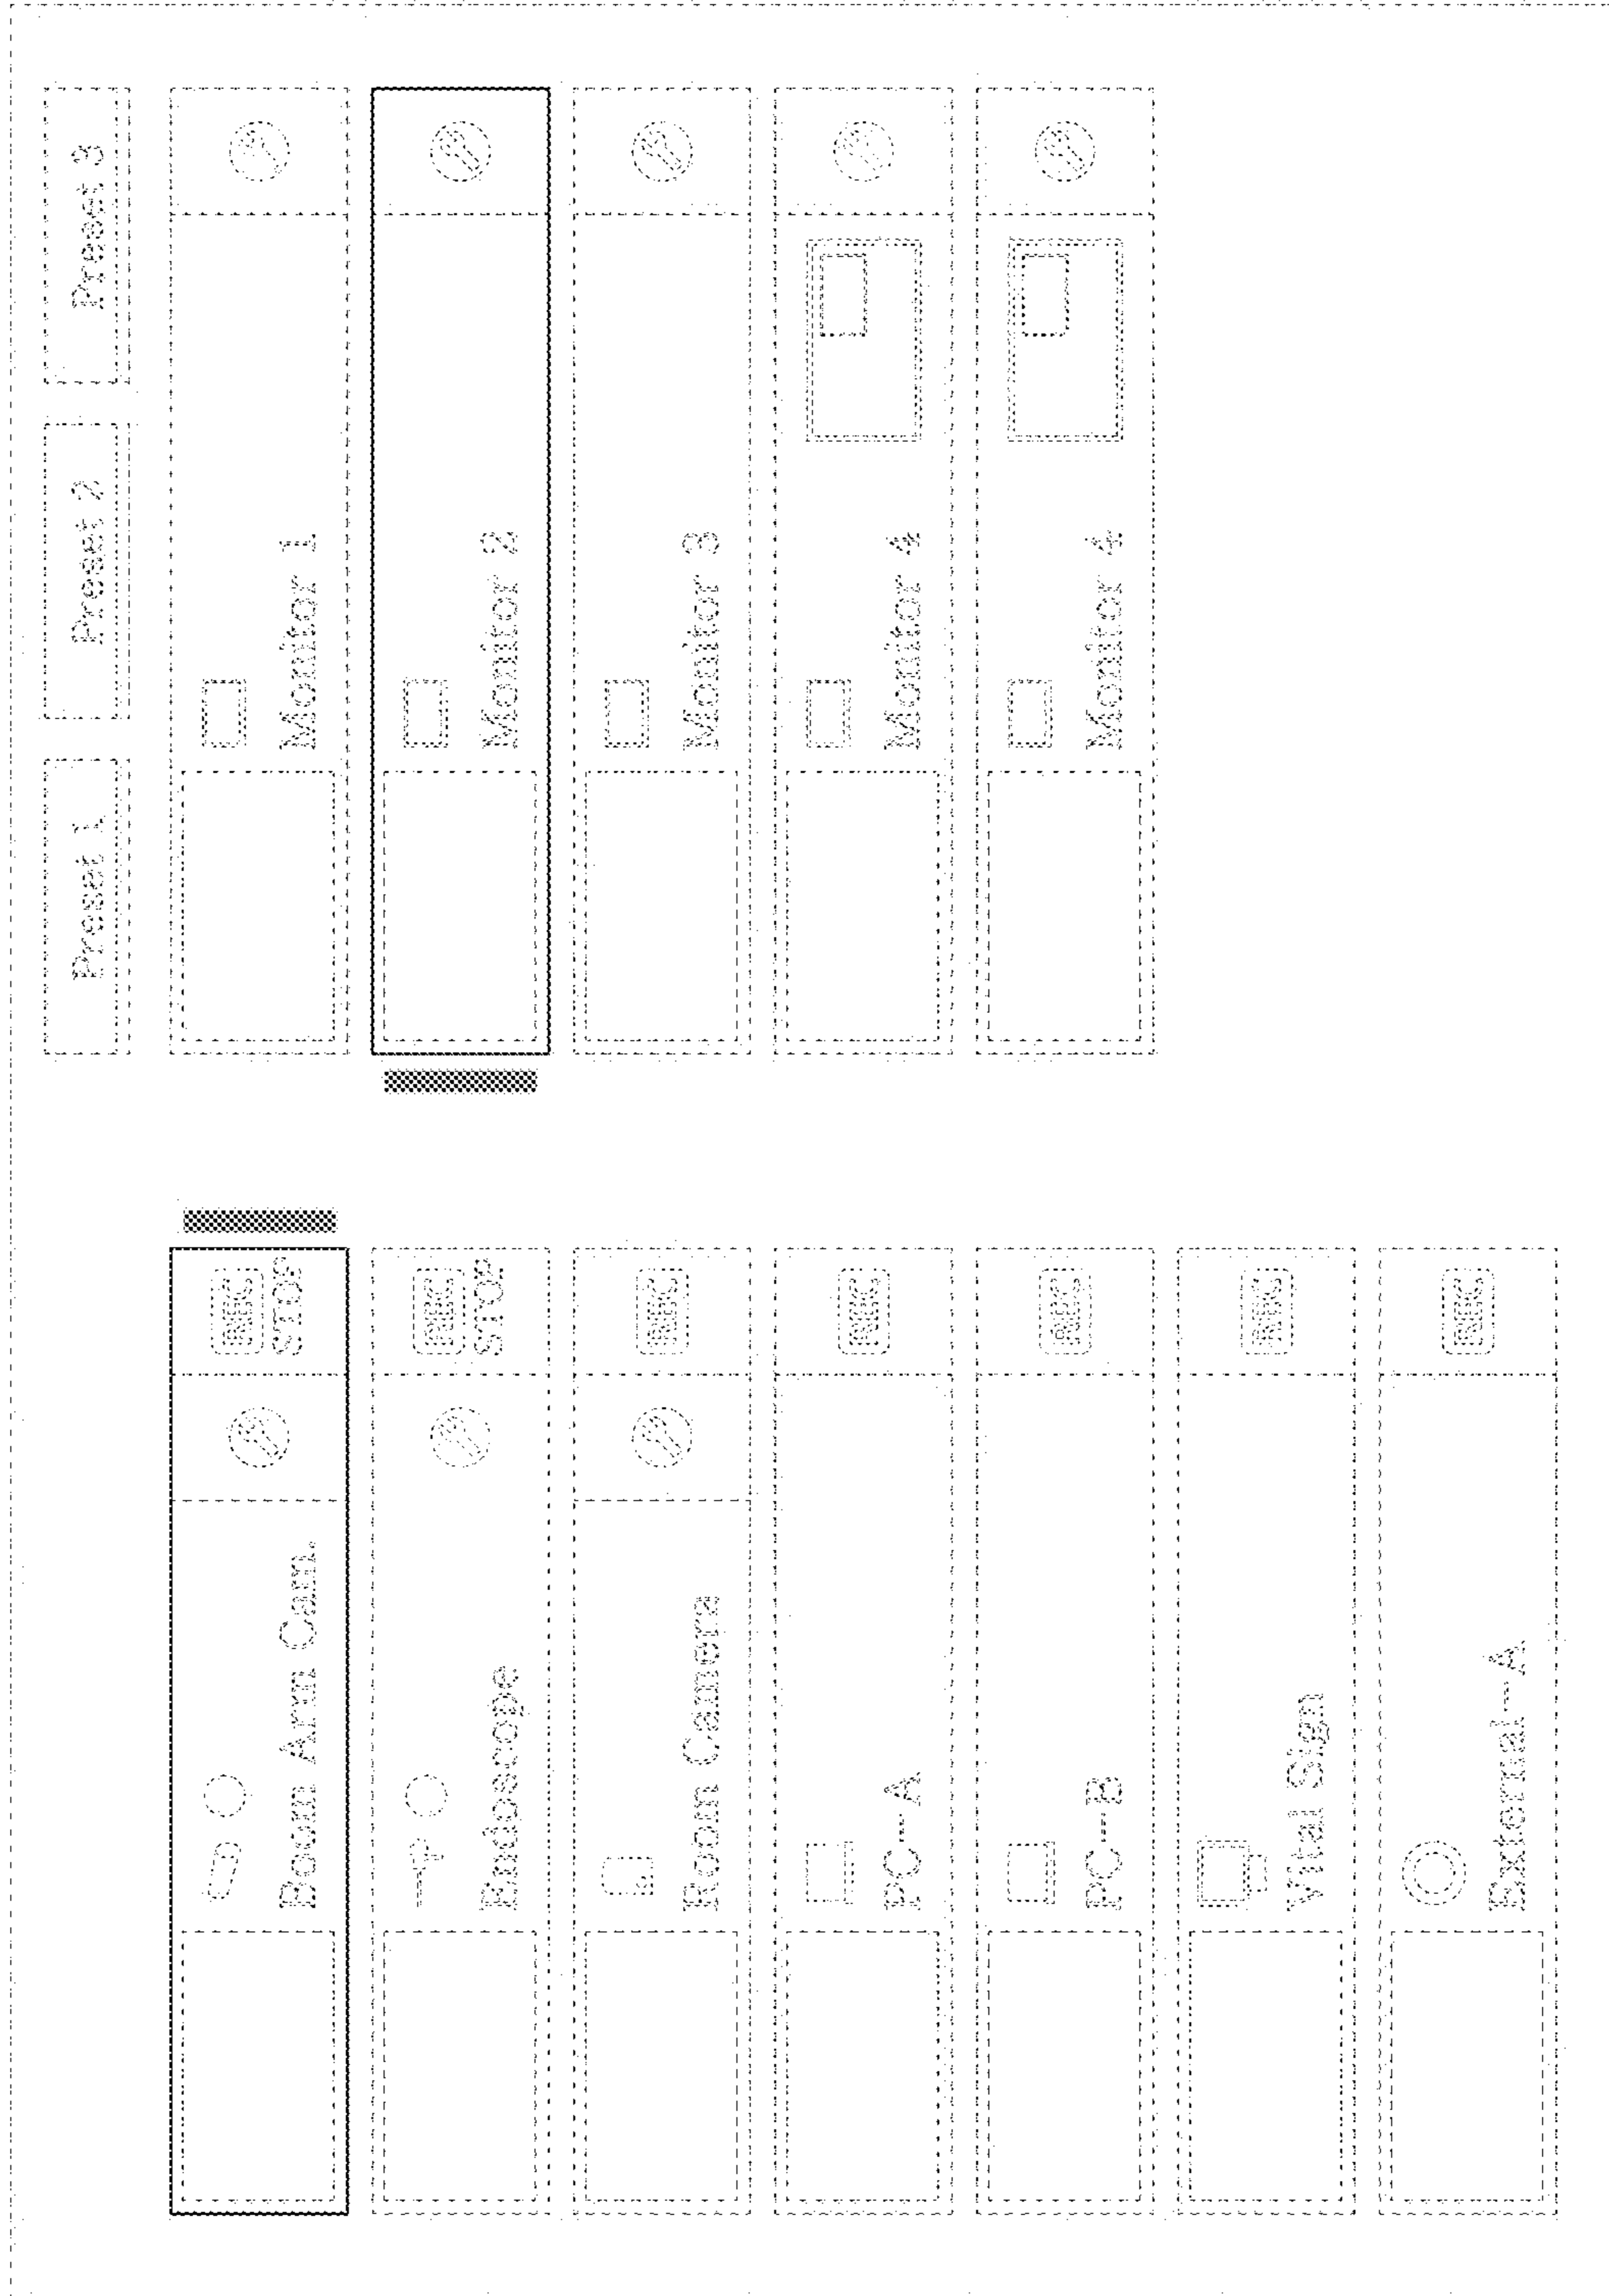 Preset 1
Preset 2
Preset 3
Boom Arm Cam.
REC
STOP
Endoscope
REC
STOP
Room Camera
REC
PC-A
REC
PC-B
REC
Vital Sign
REC
External-A
REC
Monitor 1
Monitor 2
Monitor 3
Monitor 4
Monitor 4